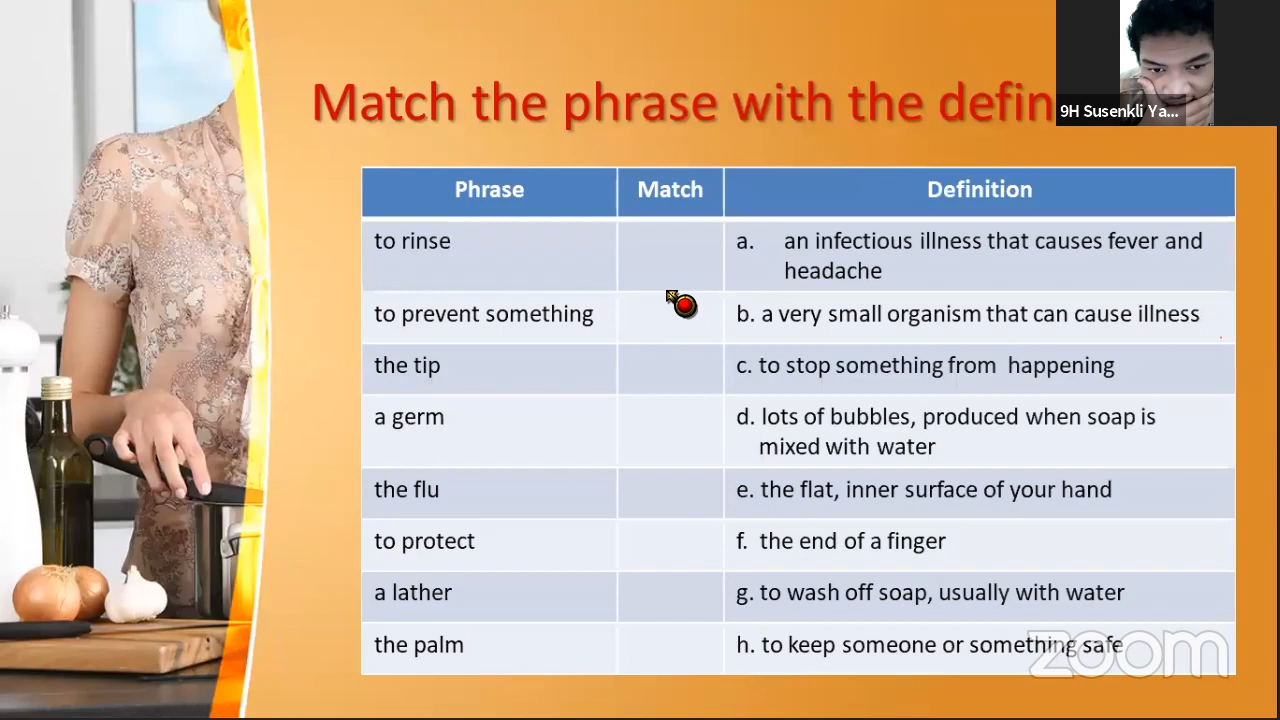 Match the phrase with the defin
9H Susenkli Ya...
Phrase Match Definition
to rinse a. an infectious illness that causes fever and
headache
to prevent something b. a very small organism that can cause illness
the tip c. to stop something from happening
a germ d. lots of bubbles, produced when soap is
mixed with water
the flu e. the flat, inner surface of your hand
to protect f. the end of a finger
a lather g. to wash off soap, usually with water
the palm h. to keep someone or something safe
zoom